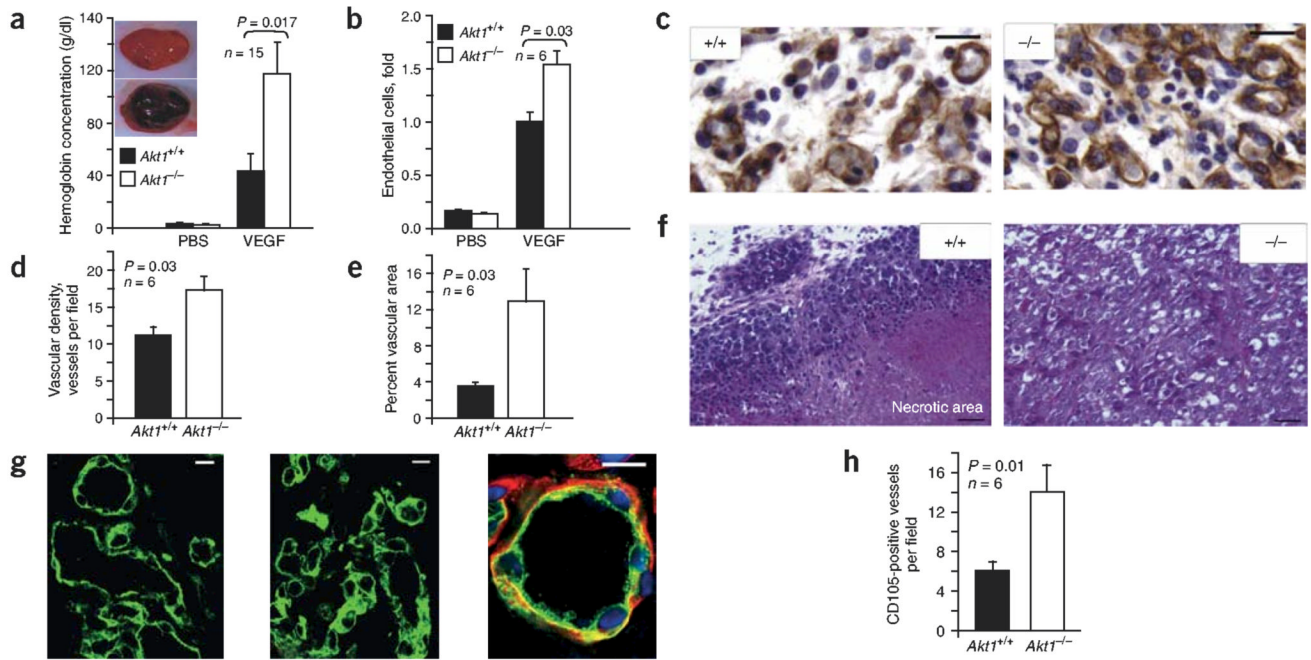 a
Hemoglobin concentration (g/dl)
140
120
80
60
40
20
0
P = 0.017
n = 15
Akt1+/+
Akt1−/−
PBS
VEGF
b
Endothelial cells, fold
2.0
1.5
1.0
0.5
0.0
Akt1+/+
Akt1−/−
P = 0.03
n = 6
PBS
VEGF
c
+/+
−/−
d
Vascular density,
vessels per field
20
17
15
12
10
5
0
P = 0.03
n = 6
Akt1+/+ Akt1−/−
e
Percent vascular area
16
12
8
4
0
P = 0.03
n = 6
Akt1+/+ Akt1−/−
f
+/+
Necrotic area
−/−
g
h
CD105-positive vessels
per field
16
12
8
6
4
0
P = 0.01
n = 6
Akt1+/+
Akt1−/−